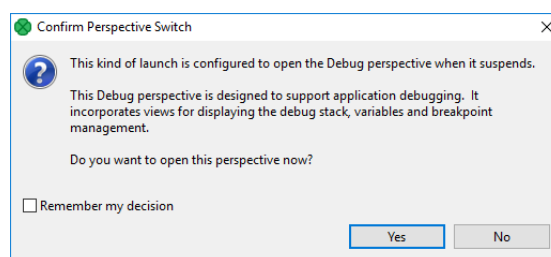 Confirm Perspective Switch
This kind of launch is configured to open the Debug perspective when it suspends.
This Debug perspective is designed to support application debugging. It
incorporates views for displaying the debug stack, variables and breakpoint
management.
Do you want to open this perspective now?
Remember my decision
Yes
No